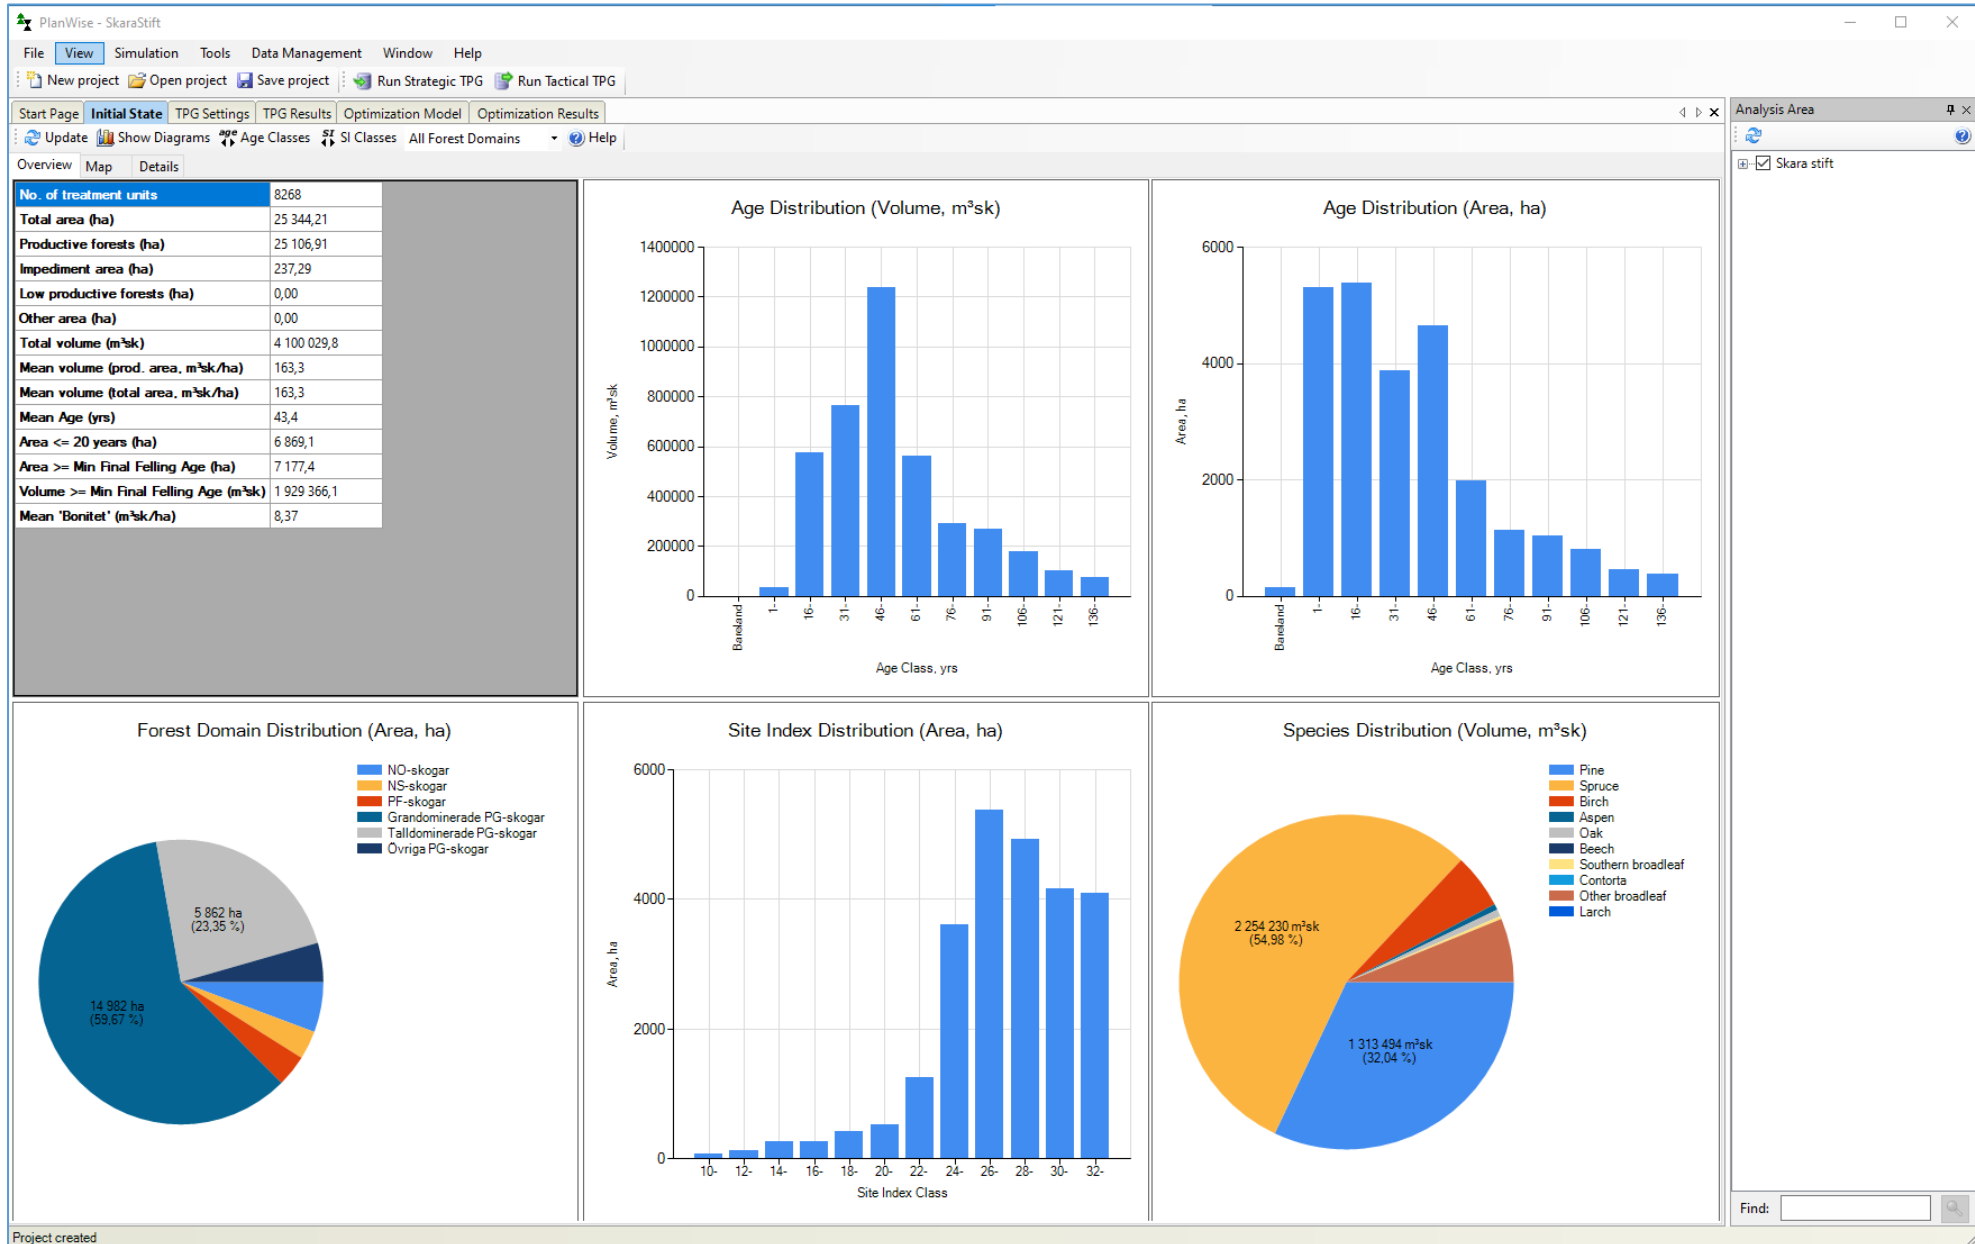 PlanWise - SkaraStift
File View Simulation Tools Data Management Window Help
New project Open project Save project Run Strategic TPG Run Tactical TPG
Start Page Initial State TPG Settings TPG Results Optimization Model Optimization Results
Update Show Diagrams age Age Classes SI SI Classes All Forest Domains Help
Overview Map Details
No. of treatment units 8268
Total area (ha) 25 344,21
Productive forests (ha) 25 106,91
Impediment area (ha) 237,29
Low productive forests (ha) 0,00
Other area (ha) 0,00
Total volume (m³sk) 4 100 029,8
Mean volume (prod. area, m³sk/ha) 163,3
Mean volume (total area, m³sk/ha) 163,3
Mean Age (yrs) 43,4
Area <= 20 years (ha) 6 869,1
Area >= Min Final Felling Age (ha) 7 177,4
Volume >= Min Final Felling Age (m³sk) 1 929 366,1
Mean 'Bonitet' (m³sk/ha) 8,37
Age Distribution (Volume, m³sk)
1400000
1200000
1000000
800000
600000
400000
200000
0
Volume, m³sk
Bareland 1- 16- 31- 46- 61- 76- 91- 106- 121- 136-
Age Class, yrs
Age Distribution (Area, ha)
6000
4000
2000
0
Area, ha
Bareland 1- 16- 31- 46- 61- 76- 91- 106- 121- 136-
Age Class, yrs
Analysis Area
Skara stift
Forest Domain Distribution (Area, ha)
NO-skogar
NS-skogar
PF-skogar
Grandominerade PG-skogar
Talldominerade PG-skogar
Övriga PG-skogar
5 862 ha
(23,35 %)
14 982 ha
(59,67 %)
Site Index Distribution (Area, ha)
6000
4000
2000
0
Area, ha
10- 12- 14- 16- 18- 20- 22- 24- 26- 28- 30- 32-
Site Index Class
Species Distribution (Volume, m³sk)
Pine
Spruce
Birch
Aspen
Oak
Beech
Southern broadleaf
Contorta
Other broadleaf
Larch
2 254 230 m³sk
(54,98 %)
1 313 494 m³sk
(32,04 %)
Find:
Project created